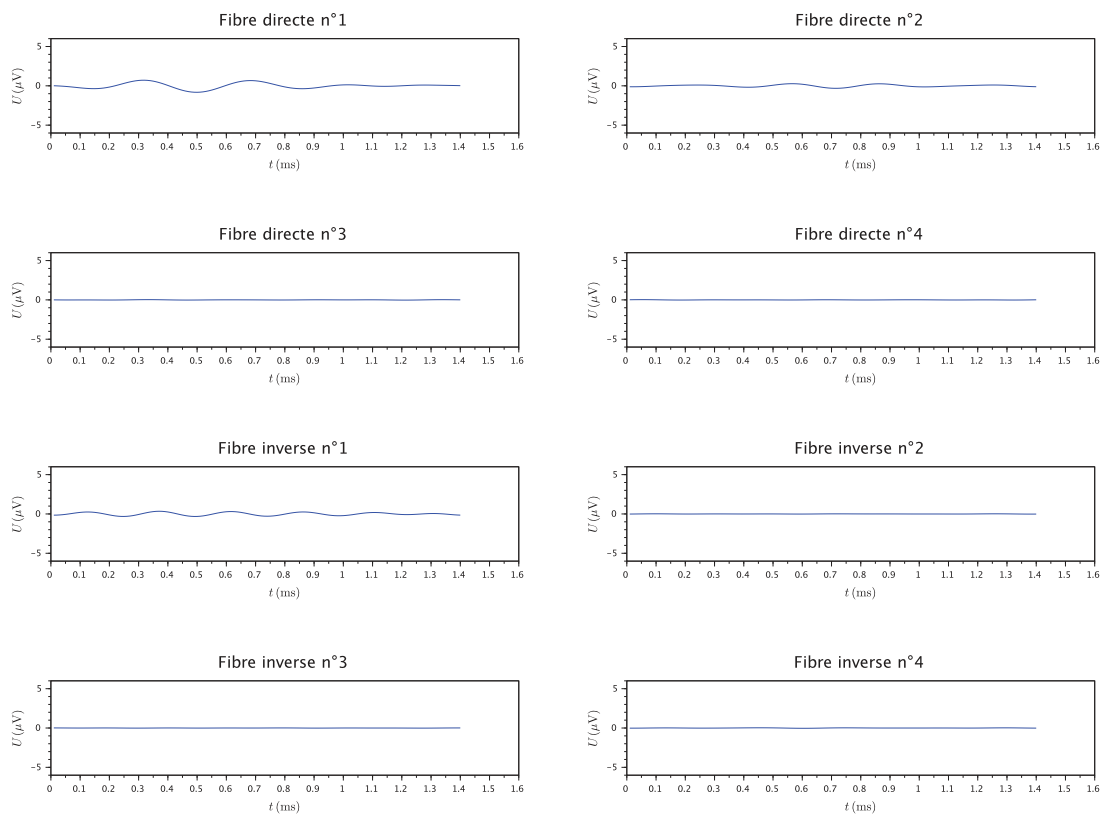 Fibre directe n°1
U (μV)
5
0
−5
0 0.1 0.2 0.3 0.4 0.5 0.6 0.7 0.8 0.9 1 1.1 1.2 1.3 1.4 1.5 1.6
t (ms)
Fibre directe n°2
U (μV)
5
0
−5
0 0.1 0.2 0.3 0.4 0.5 0.6 0.7 0.8 0.9 1 1.1 1.2 1.3 1.4 1.5 1.6
t (ms)
Fibre directe n°3
U (μV)
5
0
−5
0 0.1 0.2 0.3 0.4 0.5 0.6 0.7 0.8 0.9 1 1.1 1.2 1.3 1.4 1.5 1.6
t (ms)
Fibre directe n°4
U (μV)
5
0
−5
0 0.1 0.2 0.3 0.4 0.5 0.6 0.7 0.8 0.9 1 1.1 1.2 1.3 1.4 1.5 1.6
t (ms)
Fibre inverse n°1
U (μV)
5
0
−5
0 0.1 0.2 0.3 0.4 0.5 0.6 0.7 0.8 0.9 1 1.1 1.2 1.3 1.4 1.5 1.6
t (ms)
Fibre inverse n°2
U (μV)
5
0
−5
0 0.1 0.2 0.3 0.4 0.5 0.6 0.7 0.8 0.9 1 1.1 1.2 1.3 1.4 1.5 1.6
t (ms)
Fibre inverse n°3
U (μV)
5
0
−5
0 0.1 0.2 0.3 0.4 0.5 0.6 0.7 0.8 0.9 1 1.1 1.2 1.3 1.4 1.5 1.6
t (ms)
Fibre inverse n°4
U (μV)
5
0
−5
0 0.1 0.2 0.3 0.4 0.5 0.6 0.7 0.8 0.9 1 1.1 1.2 1.3 1.4 1.5 1.6
t (ms)